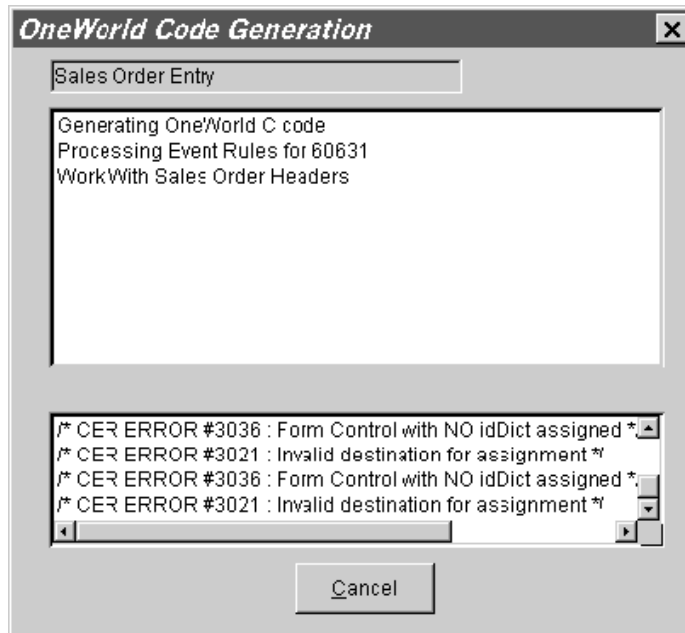 OneWorld Code Generation
Sales Order Entry
Generating OneWorld C code
Processing Event Rules for 60631
WorkWith Sales Order Headers
/* CER ERROR #3036 : Form Control with NO idDict assigned *
/* CER ERROR #3021 : Invalid destination for assignment */
/* CER ERROR #3036 : Form Control with NO idDict assigned *
/* CER ERROR #3021 : Invalid destination for assignment */
Cancel